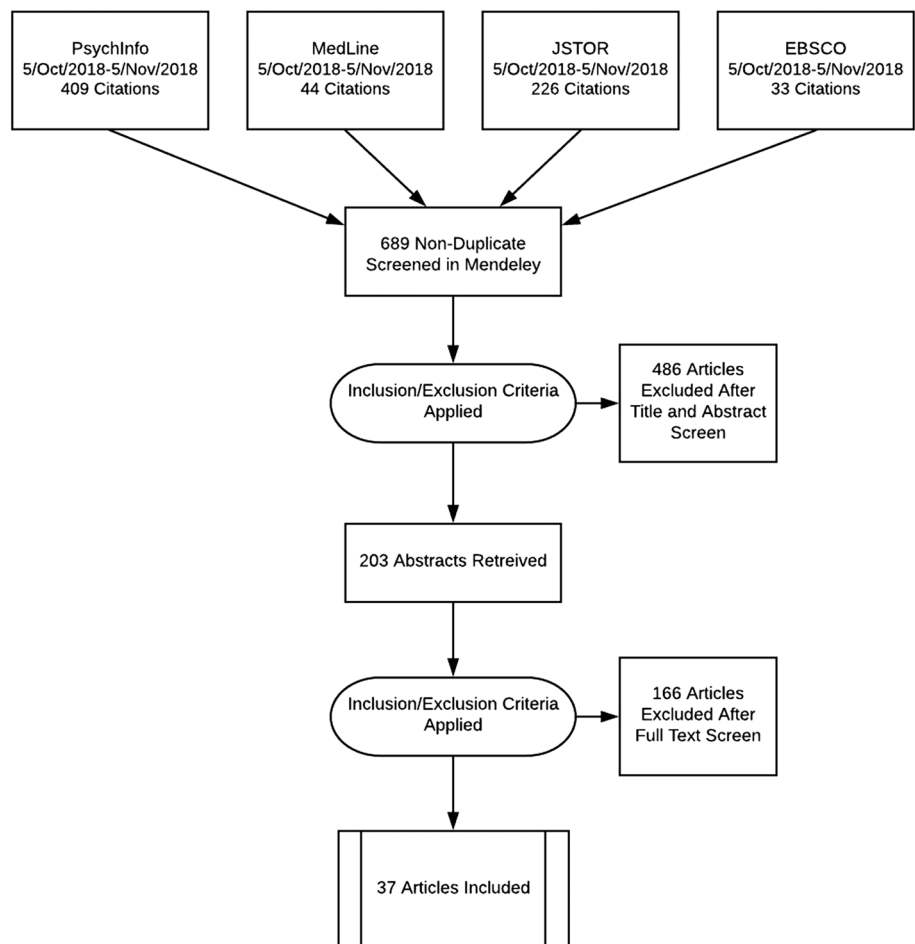 PsychInfo
5/Oct/2018-5/Nov/2018
409 Citations
MedLine
5/Oct/2018-5/Nov/2018
44 Citations
JSTOR
5/Oct/2018-5/Nov/2018
226 Citations
EBSCO
5/Oct/2018-5/Nov/2018
33 Citations
689 Non-Duplicate
Screened in Mendeley
Inclusion/Exclusion Criteria
Applied
486 Articles
Excluded After
Title and Abstract
Screen
203 Abstracts Retreived
Inclusion/Exclusion Criteria
Applied
166 Articles
Excluded After
Full Text Screen
37 Articles Included